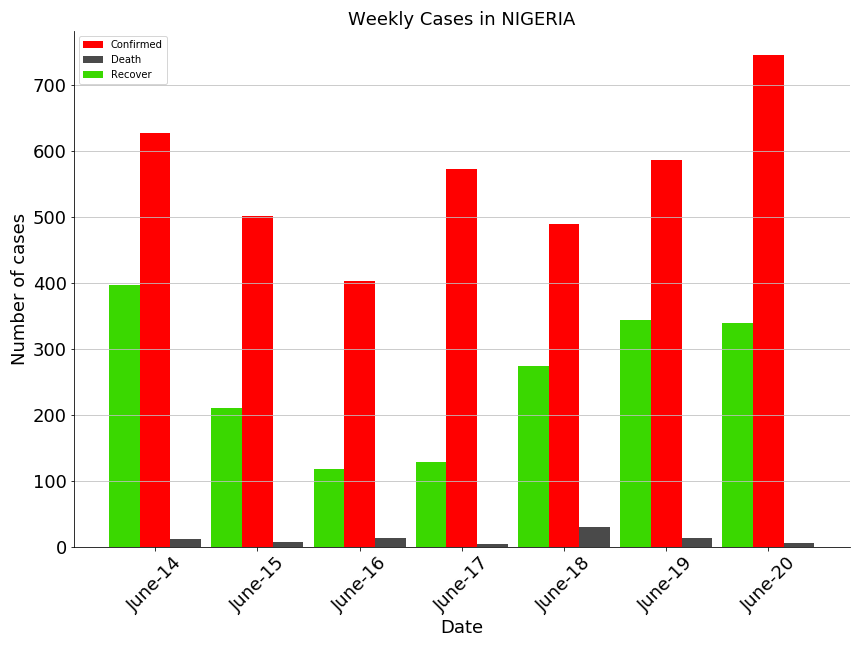 Weekly Cases in NIGERIA
Confirmed
Death
Recover
Number of cases
700
600
500
400
300
200
100
0
June-14
June-15
June-16
June-17
June-18
June-19
June-20
Date